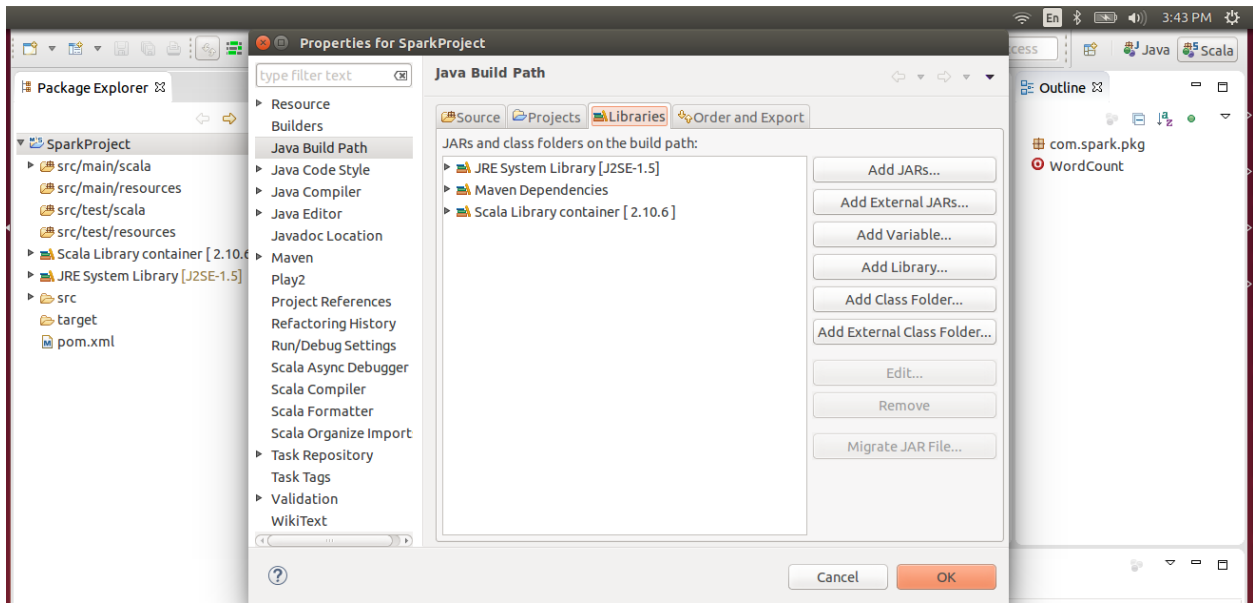 En
3:43 PM
Properties for SparkProject
cess
Java
Scala
Package Explorer
SparkProject
src/main/scala
src/main/resources
src/test/scala
src/test/resources
Scala Library container [ 2.10.6
JRE System Library [J2SE-1.5]
src
target
pom.xml
type filter text
Resource
Builders
Java Build Path
Java Code Style
Java Compiler
Java Editor
Javadoc Location
Maven
Play2
Project References
Refactoring History
Run/Debug Settings
Scala Async Debugger
Scala Compiler
Scala Formatter
Scala Organize Import
Task Repository
Task Tags
Validation
WikiText
Java Build Path
Source Projects Libraries Order and Export
JARs and class folders on the build path:
JRE System Library [J2SE-1.5]
Maven Dependencies
Scala Library container [ 2.10.6 ]
Add JARs...
Add External JARs...
Add Variable...
Add Library...
Add Class Folder...
Add External Class Folder...
Edit...
Remove
Migrate JAR File...
Cancel
OK
Outline
com.spark.pkg
WordCount